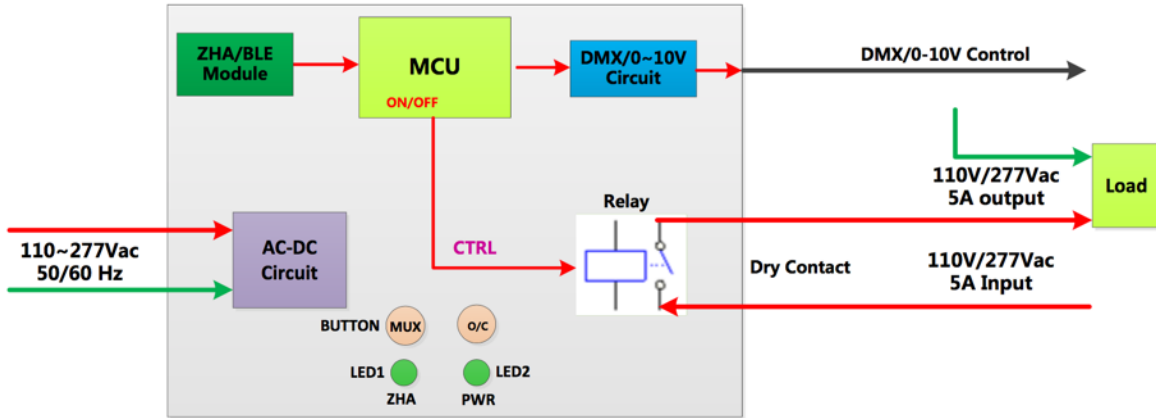 ZHA/BLE
Module
MCU
ON/OFF
DMX/0~10V
Circuit
DMX/0-10V Control
110V/277Vac
5A output
Load
Relay
110~277Vac
50/60 Hz
AC-DC
Circuit
CTRL
Dry Contact
110V/277Vac
5A Input
BUTTON
MUX
O/C
LED1
LED2
ZHA
PWR